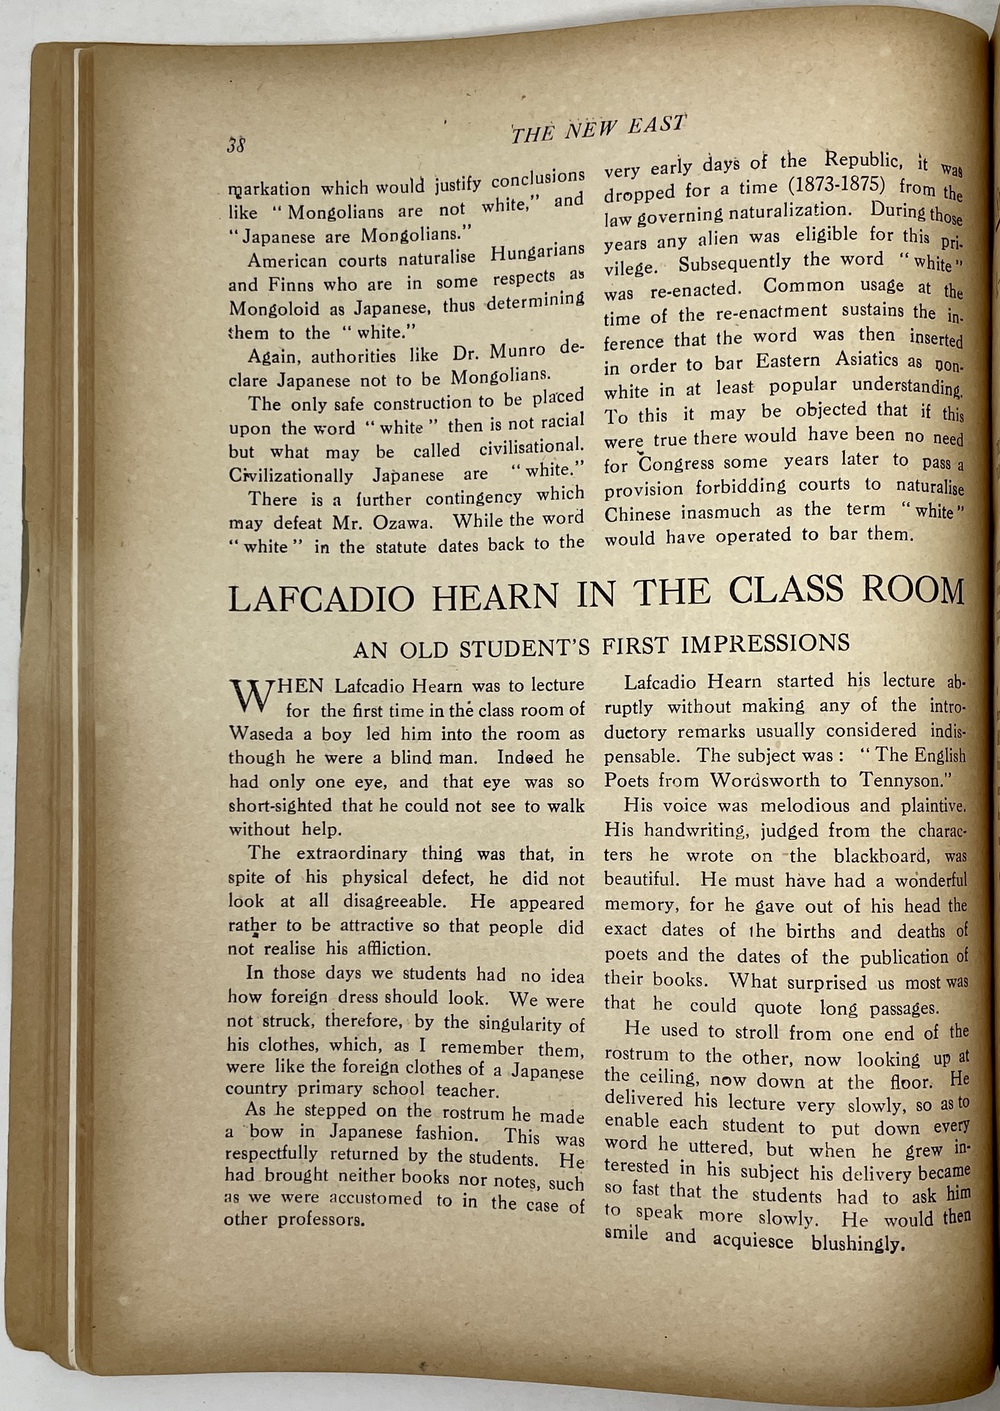 38
THE NEW EAST
markation which would justify conclusions
like "Mongolians are not white," and
"Japanese are Mongolians."
American courts naturalise Hungarians
and Finns who are in some respects as
Mongoloid as Japanese, thus determining
them to the "white."
Again, authorities like Dr. Munro de-
clare Japanese not to be Mongolians.
The only safe construction to be placed
upon the word "white" then is not racial
but what may be called civilisational.
Civilizationally Japanese are "white."
There is a further contingency which
may defeat Mr. Ozawa. While the word
"white" in the statute dates back to the
very early days of the Republic, it was
dropped for a time (1873-1875) from the
law governing naturalization. During those
years any alien was eligible for this pri-
vilege. Subsequently the word "white"
was re-enacted. Common usage at the
time of the re-enactment sustains the in-
ference that the word was then inserted
in order to bar Eastern Asiatics as non-
white in at least popular understanding.
To this it may be objected that if this
were true there would have been no need
for Congress some years later to pass a
provision forbidding courts to naturalise
Chinese inasmuch as the term "white"
would have operated to bar them.
LAFCADIO HEARN IN THE CLASS ROOM
AN OLD STUDENT'S FIRST IMPRESSIONS
WHEN Lafcadio Hearn was to lecture
for the first time in the class room of
Waseda a boy led him into the room as
though he were a blind man. Indeed he
had only one eye, and that eye was so
short-sighted that he could not see to walk
without help.
The extraordinary thing was that, in
spite of his physical defect, he did not
look at all disagreeable. He appeared
rather to be attractive so that people did
not realise his affliction.
In those days we students had no idea
how foreign dress should look. We were
not struck, therefore, by the singularity of
his clothes, which, as I remember them,
were like the foreign clothes of a Japanese
country primary school teacher.
As he stepped on the rostrum he made
a bow in Japanese fashion. This was
respectfully returned by the students. He
had brought neither books nor notes, such
as we were accustomed to in the case of
other professors.
Lafcadio Hearn started his lecture ab-
ruptly without making any of the intro-
ductory remarks usually considered indis-
pensable. The subject was: "The English
Poets from Wordsworth to Tennyson."
His voice was melodious and plaintive.
His handwriting, judged from the charac-
ters he wrote on the blackboard, was
beautiful. He must have had a wonderful
memory, for he gave out of his head the
exact dates of the births and deaths of
poets and the dates of the publication of
their books. What surprised us most was
that he could quote long passages.
He used to stroll from one end of the
rostrum to the other, now looking up at
the ceiling, now down at the floor. He
delivered his lecture very slowly, so as to
enable each student to put down every
word he uttered, but when he grew in-
terested in his subject his delivery became
so fast that the students had to ask him
to speak more slowly. He would then
smile and acquiesce blushingly.